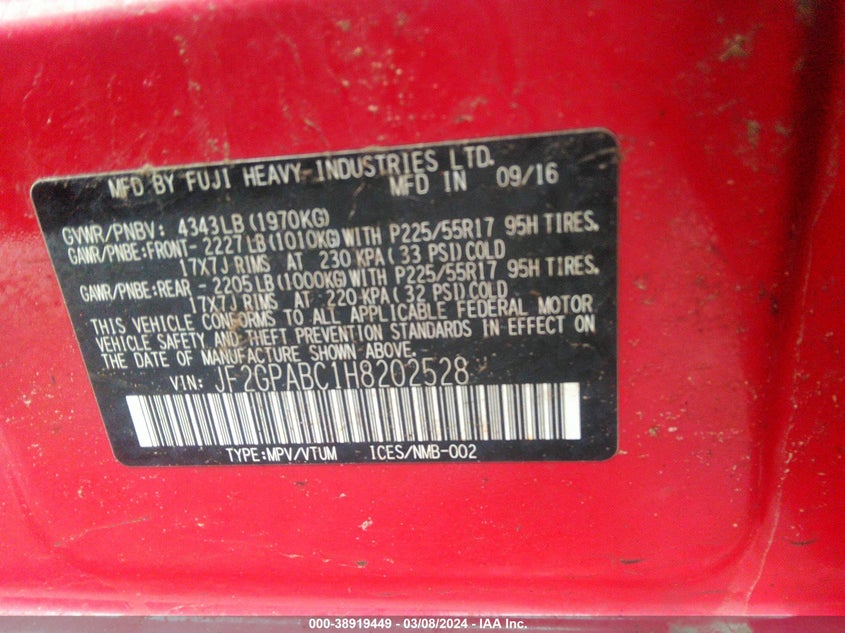 MFD BY FUJI HEAVY INDUSTRIES LTD.
MFD IN 09/16
GVWR/PNBV: 4343LB (1970KG)
GAWR/PNBE:FRONT- 2227LB(1010KG)WITH P225/55R17 95H TIRES.
17X7J RIMS AT 230 KPA( 33 PSI)COLD
GAWR/PNBE:REAR - 2205LB(1000KG)WITH P225/55R17 95H TIRES.
17X7J RIMS AT 220 KPA( 32 PSI)COLD
THIS VEHICLE CONFORMS TO ALL APPLICABLE FEDERAL MOTOR
VEHICLE SAFETY AND THEFT PREVENTION STANDARDS IN EFFECT ON
THE DATE OF MANUFACTURE SHOWN ABOVE.
VIN: JF2GPABC1H8202528
TYPE:MPV/VTUM ICES/NMB-002
000-38919449 - 03/08/2024 - IAA Inc.